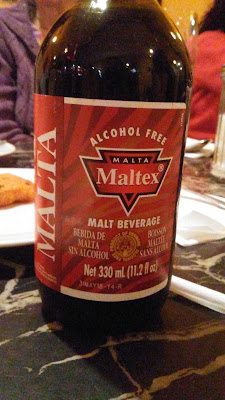 MALTA
ALCOHOL FREE
MALTA
Maltex®
MALT BEVERAGE
BEBIDA DE
MALTA
SIN ALCOHOL
BOISSON
MALTÉE
SANS ALCOOL
Net 330 mL (11.2 fl oz)